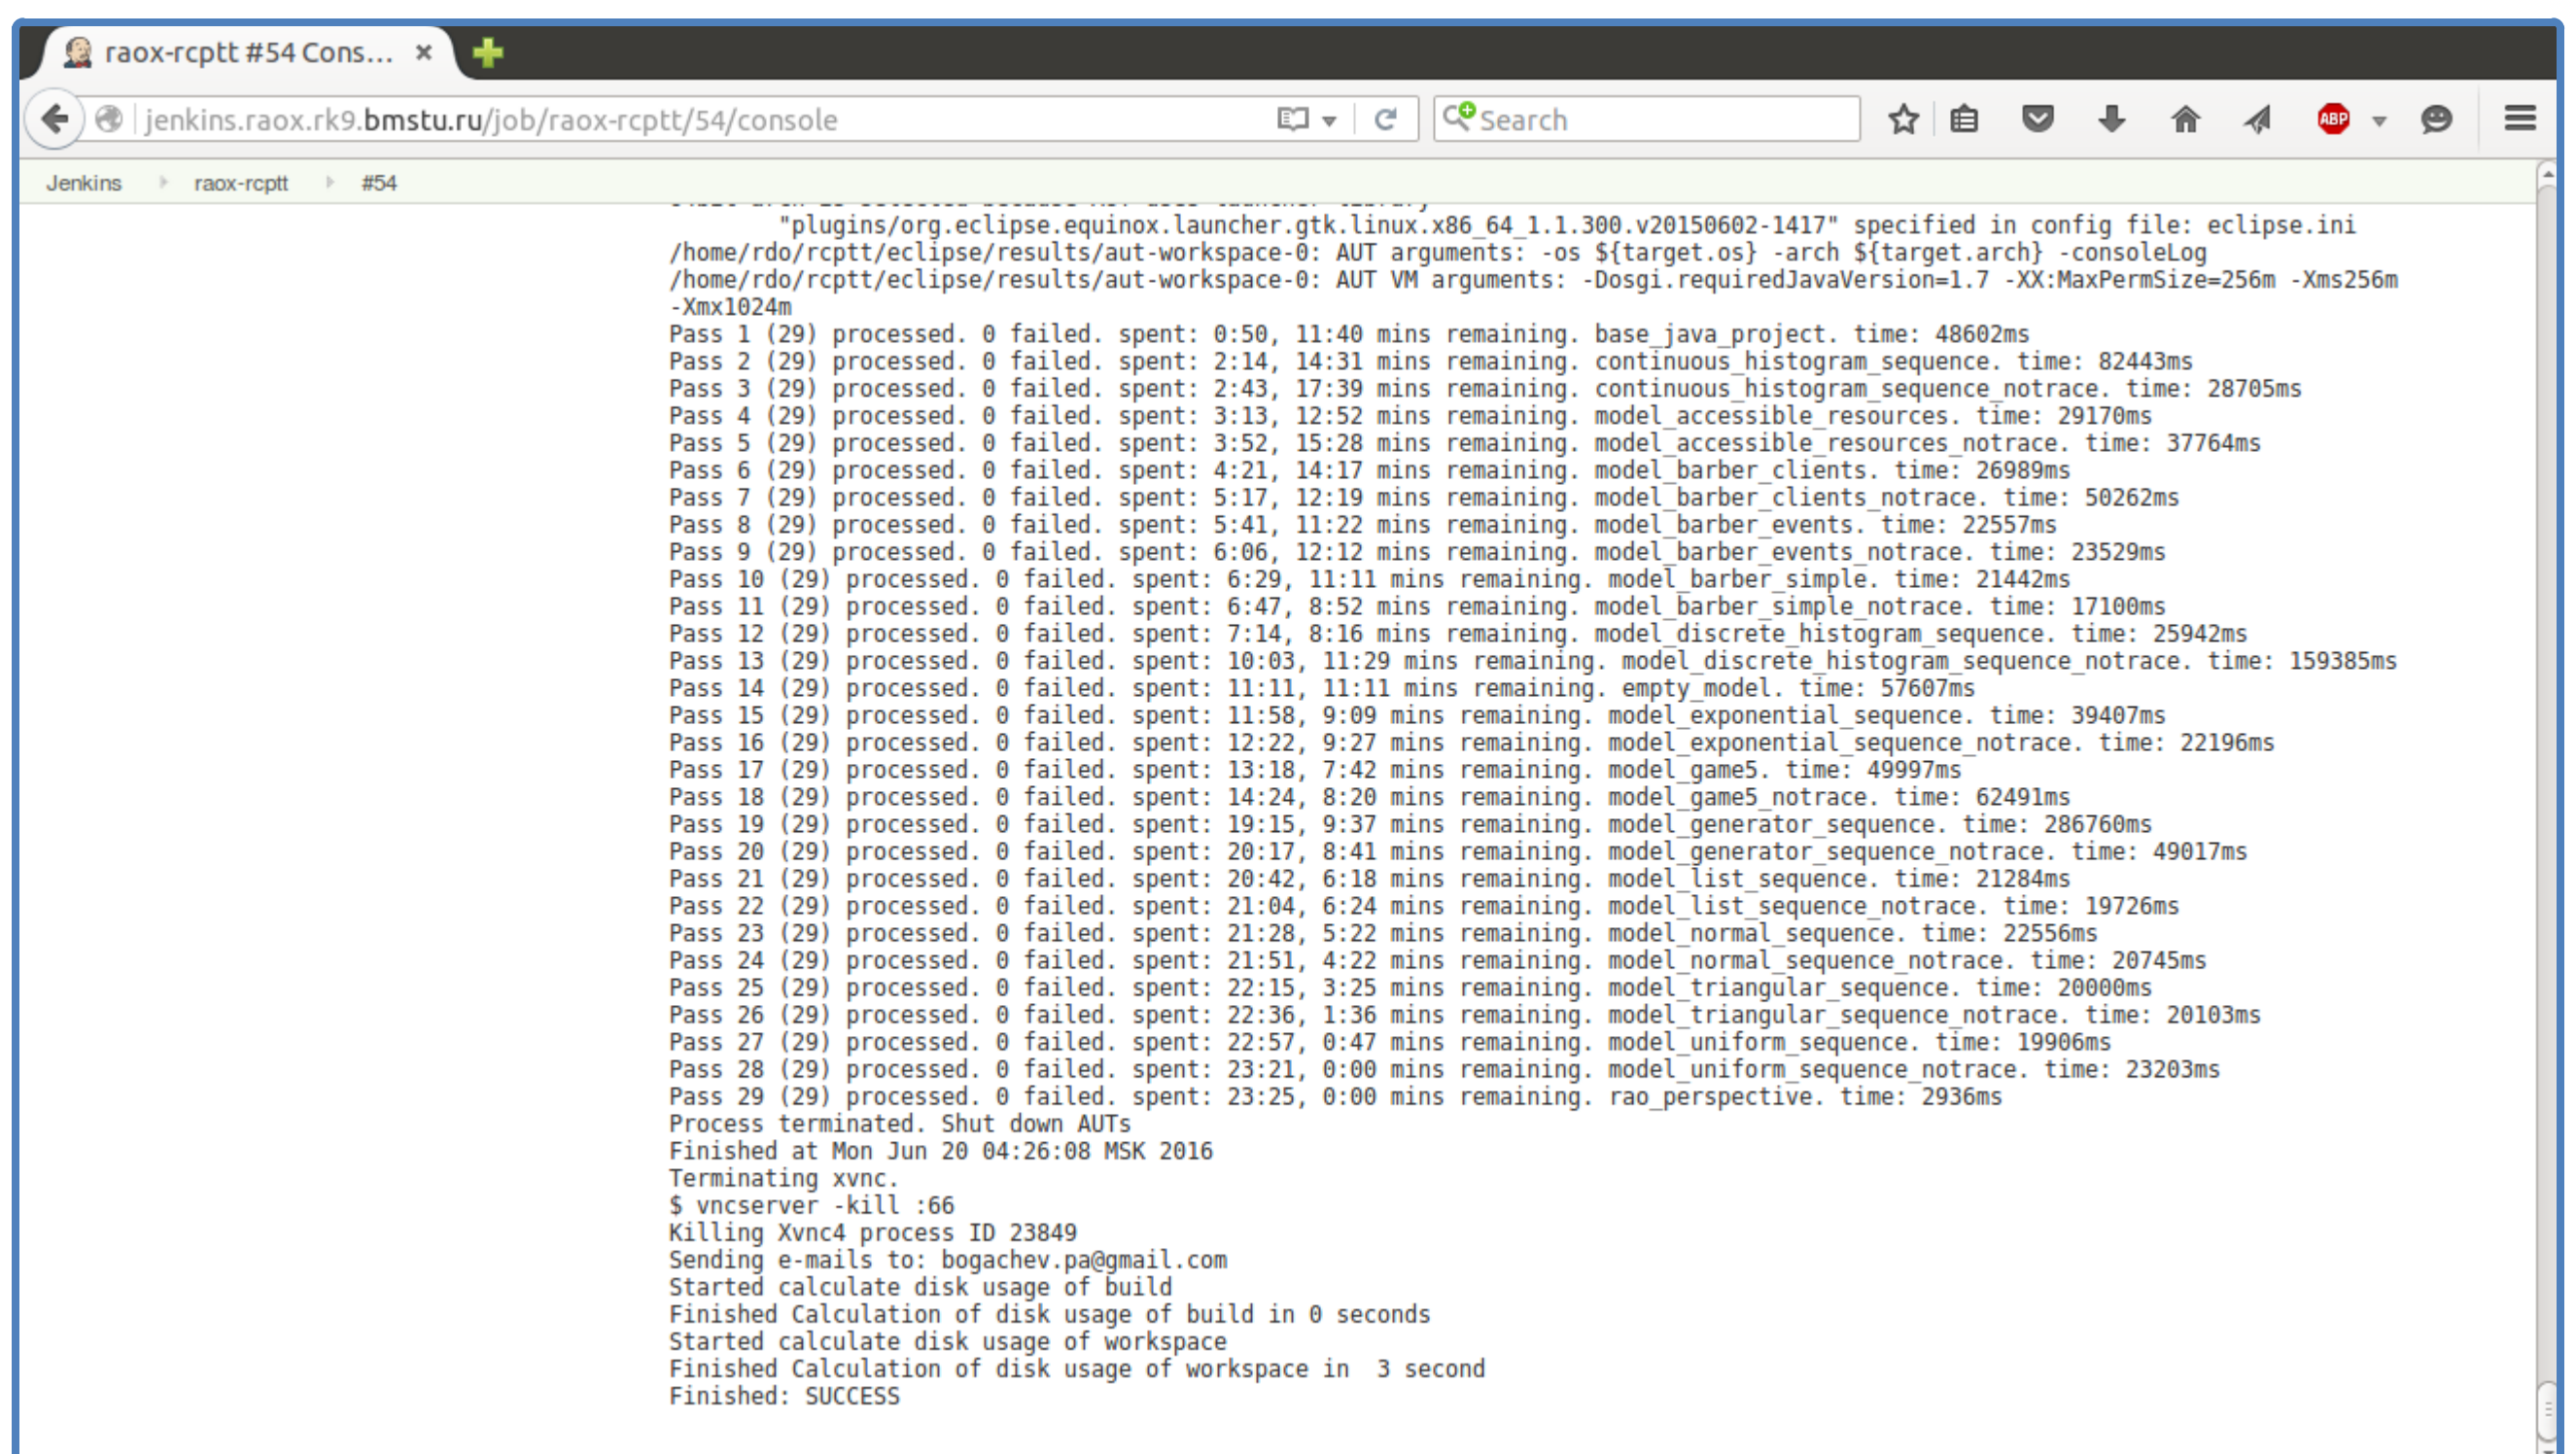 raox-rcptt #54 Cons...
jenkins.raox.rk9.bmstu.ru/job/raox-rcptt/54/console
Search
ABP
Jenkins raox-rcptt #54
"plugins/org.eclipse.equinox.launcher.gtk.linux.x86_64_1.1.300.v20150602-1417" specified in config file: eclipse.ini
/home/rdo/rcptt/eclipse/results/aut-workspace-0: AUT arguments: -os ${target.os} -arch ${target.arch} -consoleLog
/home/rdo/rcptt/eclipse/results/aut-workspace-0: AUT VM arguments: -Dosgi.requiredJavaVersion=1.7 -XX:MaxPermSize=256m -Xms256m
-Xmx1024m
Pass 1 (29) processed. 0 failed. spent: 0:50, 11:40 mins remaining. base_java_project. time: 48602ms
Pass 2 (29) processed. 0 failed. spent: 2:14, 14:31 mins remaining. continuous_histogram_sequence. time: 82443ms
Pass 3 (29) processed. 0 failed. spent: 2:43, 17:39 mins remaining. continuous_histogram_sequence_notrace. time: 28705ms
Pass 4 (29) processed. 0 failed. spent: 3:13, 12:52 mins remaining. model_accessible_resources. time: 29170ms
Pass 5 (29) processed. 0 failed. spent: 3:52, 15:28 mins remaining. model_accessible_resources_notrace. time: 37764ms
Pass 6 (29) processed. 0 failed. spent: 4:21, 14:17 mins remaining. model_barber_clients. time: 26989ms
Pass 7 (29) processed. 0 failed. spent: 5:17, 12:19 mins remaining. model_barber_clients_notrace. time: 50262ms
Pass 8 (29) processed. 0 failed. spent: 5:41, 11:22 mins remaining. model_barber_events. time: 22557ms
Pass 9 (29) processed. 0 failed. spent: 6:06, 12:12 mins remaining. model_barber_events_notrace. time: 23529ms
Pass 10 (29) processed. 0 failed. spent: 6:29, 11:11 mins remaining. model_barber_simple. time: 21442ms
Pass 11 (29) processed. 0 failed. spent: 6:47, 8:52 mins remaining. model_barber_simple_notrace. time: 17100ms
Pass 12 (29) processed. 0 failed. spent: 7:14, 8:16 mins remaining. model_discrete_histogram_sequence. time: 25942ms
Pass 13 (29) processed. 0 failed. spent: 10:03, 11:29 mins remaining. model_discrete_histogram_sequence_notrace. time: 159385ms
Pass 14 (29) processed. 0 failed. spent: 11:11, 11:11 mins remaining. empty_model. time: 57607ms
Pass 15 (29) processed. 0 failed. spent: 11:58, 9:09 mins remaining. model_exponential_sequence. time: 39407ms
Pass 16 (29) processed. 0 failed. spent: 12:22, 9:27 mins remaining. model_exponential_sequence_notrace. time: 22196ms
Pass 17 (29) processed. 0 failed. spent: 13:18, 7:42 mins remaining. model_game5. time: 49997ms
Pass 18 (29) processed. 0 failed. spent: 14:24, 8:20 mins remaining. model_game5_notrace. time: 62491ms
Pass 19 (29) processed. 0 failed. spent: 19:15, 9:37 mins remaining. model_generator_sequence. time: 286760ms
Pass 20 (29) processed. 0 failed. spent: 20:17, 8:41 mins remaining. model_generator_sequence_notrace. time: 49017ms
Pass 21 (29) processed. 0 failed. spent: 20:42, 6:18 mins remaining. model_list_sequence. time: 21284ms
Pass 22 (29) processed. 0 failed. spent: 21:04, 6:24 mins remaining. model_list_sequence_notrace. time: 19726ms
Pass 23 (29) processed. 0 failed. spent: 21:28, 5:22 mins remaining. model_normal_sequence. time: 22556ms
Pass 24 (29) processed. 0 failed. spent: 21:51, 4:22 mins remaining. model_normal_sequence_notrace. time: 20745ms
Pass 25 (29) processed. 0 failed. spent: 22:15, 3:25 mins remaining. model_triangular_sequence. time: 20000ms
Pass 26 (29) processed. 0 failed. spent: 22:36, 1:36 mins remaining. model_triangular_sequence_notrace. time: 20103ms
Pass 27 (29) processed. 0 failed. spent: 22:57, 0:47 mins remaining. model_uniform_sequence. time: 19906ms
Pass 28 (29) processed. 0 failed. spent: 23:21, 0:00 mins remaining. model_uniform_sequence_notrace. time: 23203ms
Pass 29 (29) processed. 0 failed. spent: 23:25, 0:00 mins remaining. rao_perspective. time: 2936ms
Process terminated. Shut down AUTs
Finished at Mon Jun 20 04:26:08 MSK 2016
Terminating xvnc.
$ vncserver -kill :66
Killing Xvnc4 process ID 23849
Sending e-mails to: bogachev.pa@gmail.com
Started calculate disk usage of build
Finished Calculation of disk usage of build in 0 seconds
Started calculate disk usage of workspace
Finished Calculation of disk usage of workspace in  3 second
Finished: SUCCESS